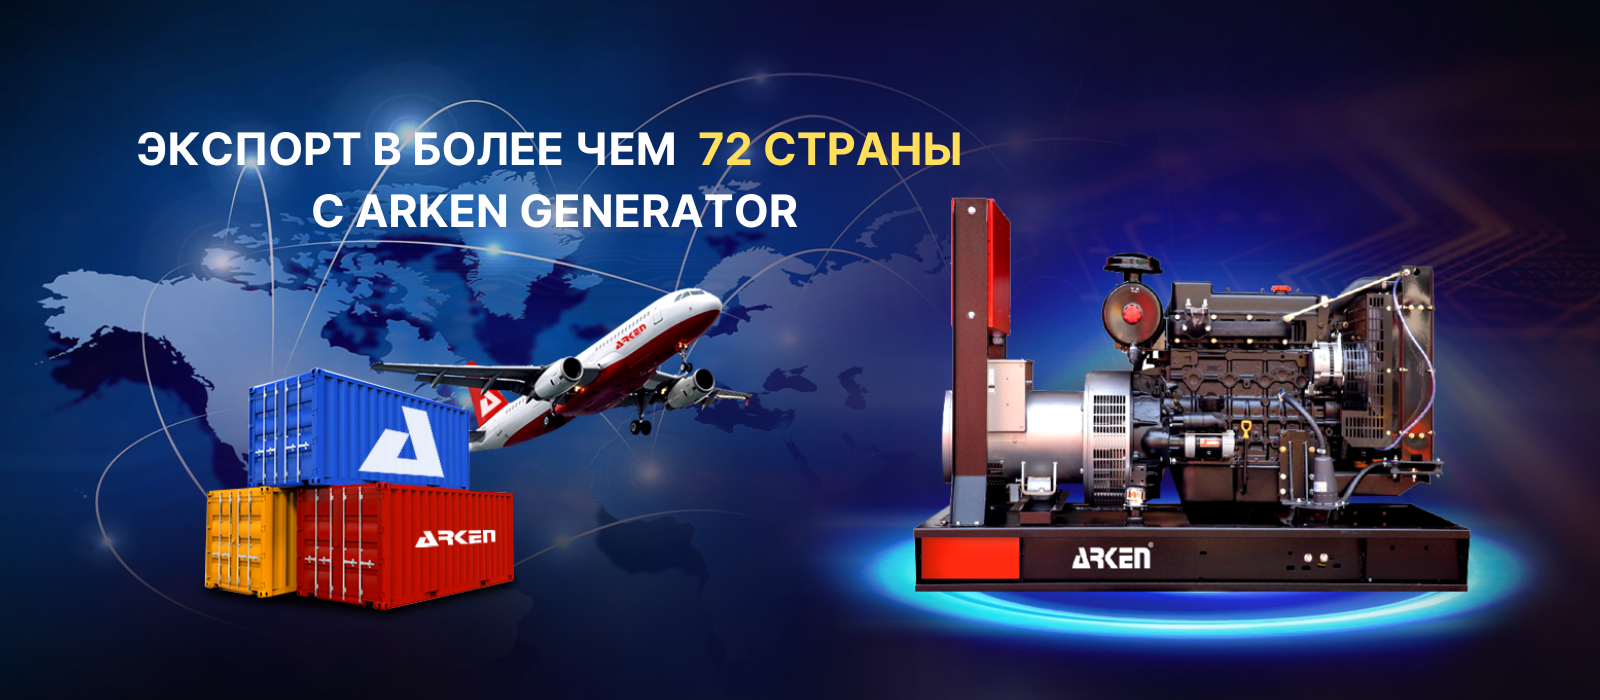 ЭКСПОРТ В БОЛЕЕ ЧЕМ 72 СТРАНЫ
С ARKEN GENERATOR
ARKEN
ARKEN
ARKEN®